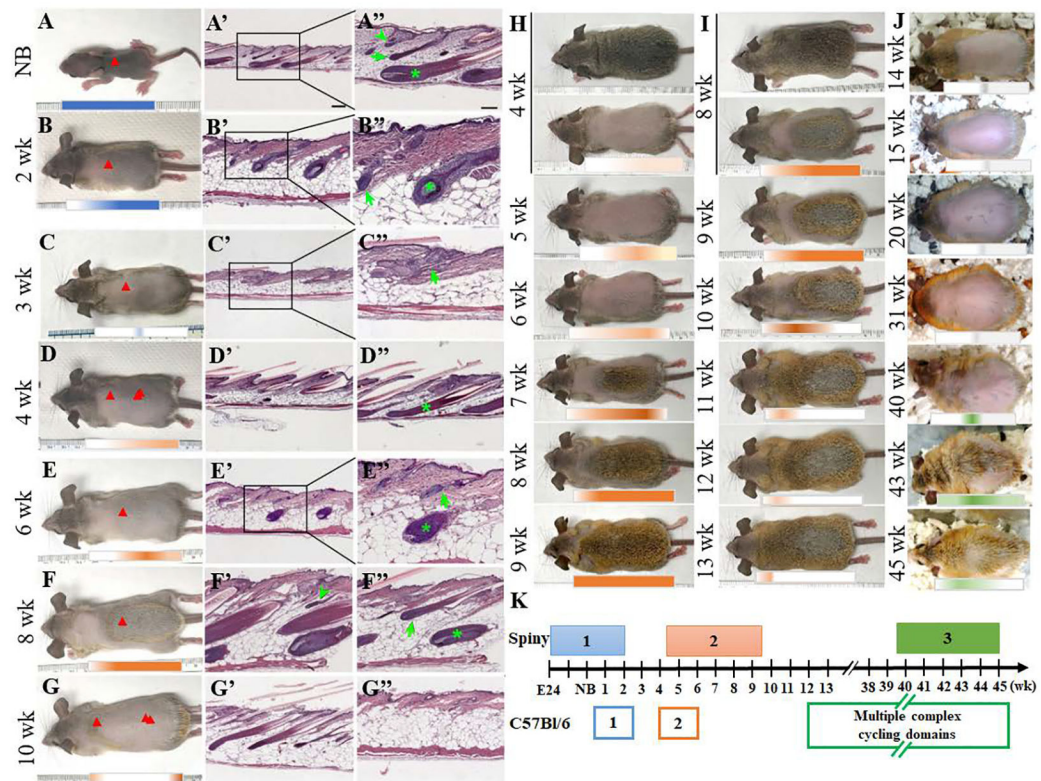 A A' A''
NB
B B' B''
2 wk
C C' C''
3 wk
D D' D''
4 wk
E E' E''
6 wk
F F' F''
8 wk
G G' G''
10 wk
H
4 wk
5 wk
6 wk
7 wk
8 wk
9 wk
I
8 wk
9 wk
10 wk
11 wk
12 wk
13 wk
J
14 wk
15 wk
20 wk
31 wk
40 wk
43 wk
45 wk
K
Spiny 1 2 3
E24 NB 1 2 3 4 5 6 7 8 9 10 11 12 13 38 39 40 41 42 43 44 45 (wk)
C57Bl/6 1 2
Multiple complex
cycling domains